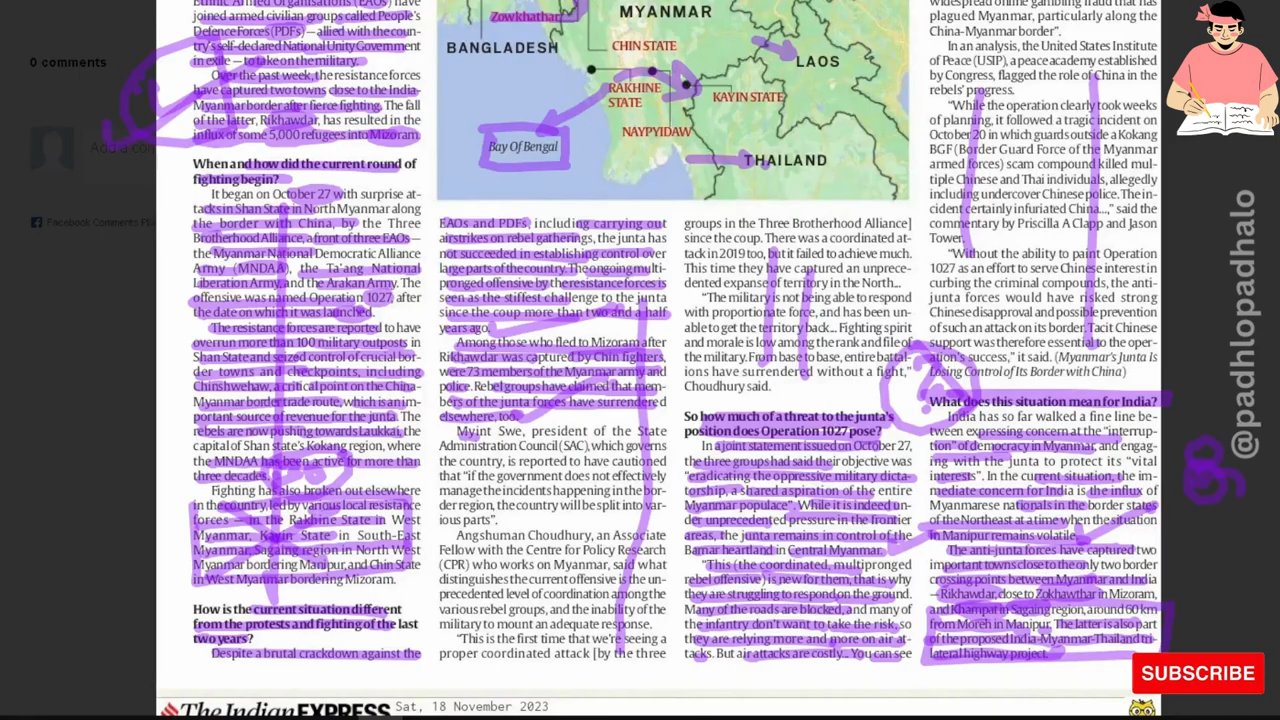 Ethnic Armed Organisations (EAOs) have
joined armed civilian groups called People's
Defence Forces (PDFs) — allied with the coun-
try's self-declared National Unity Government
in exile — to take on the military.
Over the past week, the resistance forces
have captured two towns close to the India-
Myanmar border after fierce fighting. The fall
of the latter, Rikhawdar, has resulted in the
influx of some 5,000 refugees into Mizoram.
When and how did the current round of
fighting begin?
It began on October 27 with surprise at-
tacks in Shan State in North Myanmar along
the border with China, by the Three
Brotherhood Alliance, a front of three EAOs —
the Myanmar National Democratic Alliance
Army (MNDAA), the Ta'ang National
Liberation Army, and the Arakan Army. The
offensive was named Operation 1027, after
the date on which it was launched.
The resistance forces are reported to have
overrun more than 100 military outposts in
Shan State and seized control of crucial bor-
der towns and checkpoints, including
Chinshwehaw, a critical point on the China-
Myanmar border trade route, which is an im-
portant source of revenue for the junta. The
rebels are now pushing towards Laukkai, the
capital of Shan state's Kokang region, where
the MNDAA has been active for more than
three decades.
Fighting has also broken out elsewhere
in the country, led by various local resistance
forces — in the Rakhine State in West
Myanmar, Kayin State in South-East
Myanmar, Sagaing region in North West
Myanmar bordering Manipur, and Chin State
in West Myanmar bordering Mizoram.
How is the current situation different
from the protests and fighting of the last
two years?
Despite a brutal crackdown against the
Zowkhathar
MYANMAR
BANGLADESH
CHIN STATE
LAOS
RAKHINE
STATE
KAYIN STATE
NAYPYIDAW
Bay Of Bengal
THAILAND
EAOs and PDFs, including carrying out
airstrikes on rebel gatherings, the junta has
not succeeded in establishing control over
large parts of the country. The ongoing multi-
pronged offensive by the resistance forces is
seen as the stiffest challenge to the junta
since the coup more than two and a half
years ago.
Among those who fled to Mizoram after
Rikhawdar was captured by Chin fighters,
were 73 members of the Myanmar army and
police. Rebel groups have claimed that mem-
bers of the junta forces have surrendered
elsewhere, too.
Myint Swe, president of the State
Administration Council (SAC), which governs
the country, is reported to have cautioned
that "if the government does not effectively
manage the incidents happening in the bor-
der region, the country will be split into var-
ious parts".
Angshuman Choudhury, an Associate
Fellow with the Centre for Policy Research
(CPR) who works on Myanmar, said what
distinguishes the current offensive is the un-
precedented level of coordination among the
various rebel groups, and the inability of the
military to mount an adequate response.
"This is the first time that we're seeing a
proper coordinated attack [by the three
groups in the Three Brotherhood Alliance]
since the coup. There was a coordinated at-
tack in 2019 too, but it failed to achieve much.
This time they have captured an unprece-
dented expanse of territory in the North...
"The military is not being able to respond
with proportionate force, and has been un-
able to get the territory back... Fighting spirit
and morale is low among the rank and file of
the military. From base to base, entire battal-
ions have surrendered without a fight,"
Choudhury said.
So how much of a threat to the junta's
position does Operation 1027 pose?
In a joint statement issued on October 27,
the three groups had said their objective was
"eradicating the oppressive military dicta-
torship, a shared aspiration of the entire
Myanmar populace". While it is indeed un-
der unprecedented pressure in the frontier
areas, the junta remains in control of the
Bamar heartland in Central Myanmar.
"This (the coordinated, multipronged
rebel offensive) is new for them, that is why
they are struggling to respond on the ground.
Many of the roads are blocked, and many of
the infantry don't want to take the risk, so
they are relying more and more on air at-
tacks. But air attacks are costly... You can see
widespread online gambling fraud that has
plagued Myanmar, particularly along the
China-Myanmar border".
In an analysis, the United States Institute
of Peace (USIP), a peace academy established
by Congress, flagged the role of China in the
rebels' progress.
"While the operation clearly took weeks
of planning, it followed a tragic incident on
October 20 in which guards outside a Kokang
BGF (Border Guard Force of the Myanmar
armed forces) scam compound killed mul-
tiple Chinese and Thai individuals, allegedly
including undercover Chinese police. The in-
cident certainly infuriated China...," said the
commentary by Priscilla A Clapp and Jason
Tower.
"Without the ability to paint Operation
1027 as an effort to serve Chinese interest in
curbing the criminal compounds, the anti-
junta forces would have risked strong
Chinese disapproval and possible prevention
of such an attack on its border. Tacit Chinese
support was therefore essential to the oper-
ation's success," it said. (Myanmar's Junta Is
Losing Control of Its Border with China)
What does this situation mean for India?
India has so far walked a fine line be-
tween expressing concern at the "interrup-
tion" of democracy in Myanmar, and engag-
ing with the junta to protect its "vital
interests". In the current situation, the im-
mediate concern for India is the influx of
Myanmarese nationals in the border states
of the Northeast at a time when the situation
in Manipur remains volatile.
The anti-junta forces have captured two
important towns close to the only two border
crossing points between Myanmar and India
— Rikhawdar, close to Zokhawthar in Mizoram,
and Khampat in Sagaing region, around 60 km
from Moreh in Manipur. The latter is also part
of the proposed India-Myanmar-Thailand tri-
lateral highway project.
0 comments
Add a com
Facebook Comments Pl
@padhlopadhalo
SUBSCRIBE
The Indian EXPRESS
Sat, 18 November 2023